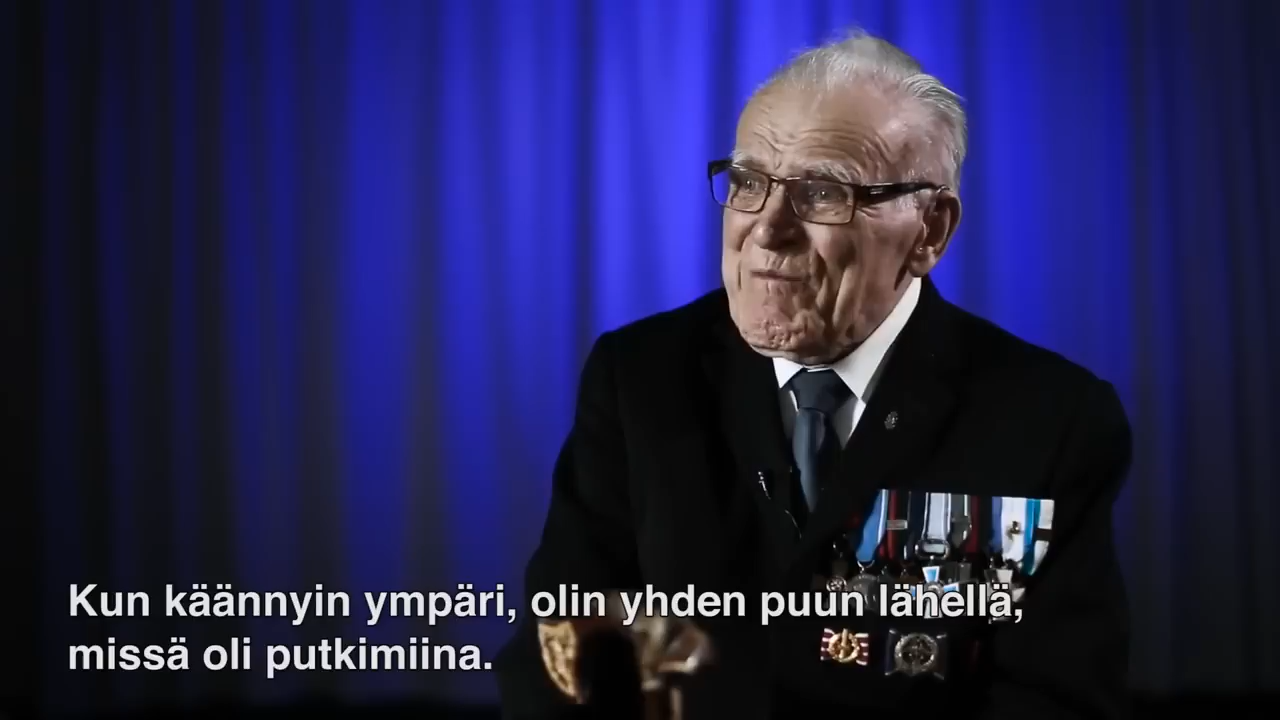 Kun käännyin ympäri, olin yhden puun lähellä,
missä oli putkimiina.